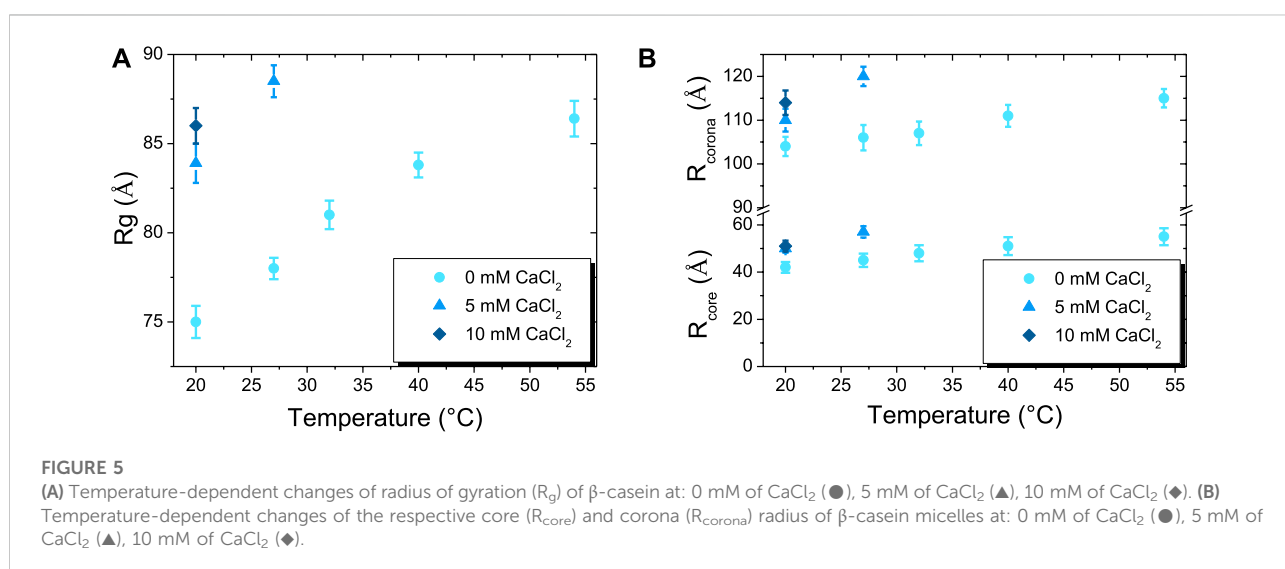 A
90
85
80
75
Rg (Å)
20 25 30 35 40 45 50 55
Temperature (°C)
0 mM CaCl₂
5 mM CaCl₂
10 mM CaCl₂
B
120
110
100
90
R_corona (Å)
60
40
20
0
R_core (Å)
20 25 30 35 40 45 50 55
Temperature (°C)
0 mM CaCl₂
5 mM CaCl₂
10 mM CaCl₂
FIGURE 5
(A) Temperature-dependent changes of radius of gyration (Rg) of β-casein at: 0 mM of CaCl₂ (●), 5 mM of CaCl₂ (▲), 10 mM of CaCl₂ (◆). (B)
Temperature-dependent changes of the respective core (Rcore) and corona (Rcorona) radius of β-casein micelles at: 0 mM of CaCl₂ (●), 5 mM of
CaCl₂ (▲), 10 mM of CaCl₂ (◆).